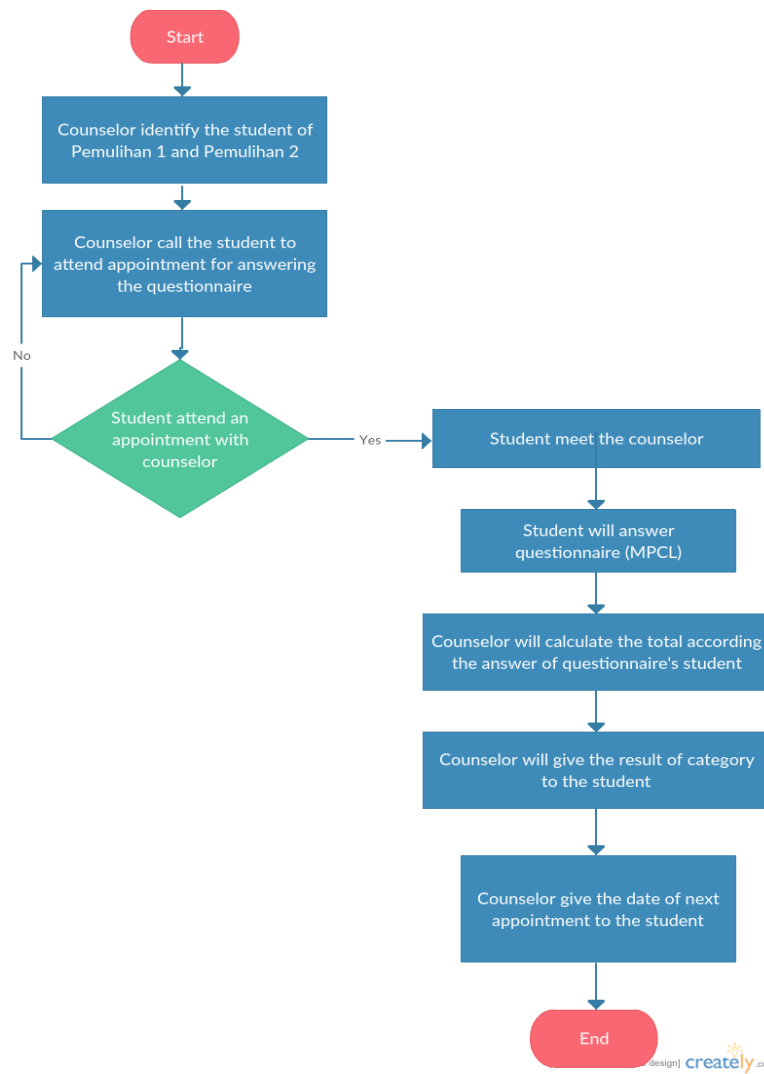 Start
Counselor identify the student of
Pemulihan 1 and Pemulihan 2
Counselor call the student to
attend appointment for answering
the questionnaire
No
Student attend an
appointment with
counselor
Yes
Student meet the counselor
Student will answer
questionnaire (MPCL)
Counselor will calculate the total according
the answer of questionnaire's student
Counselor will give the result of category
to the student
Counselor give the date of next
appointment to the student
End
design] creately